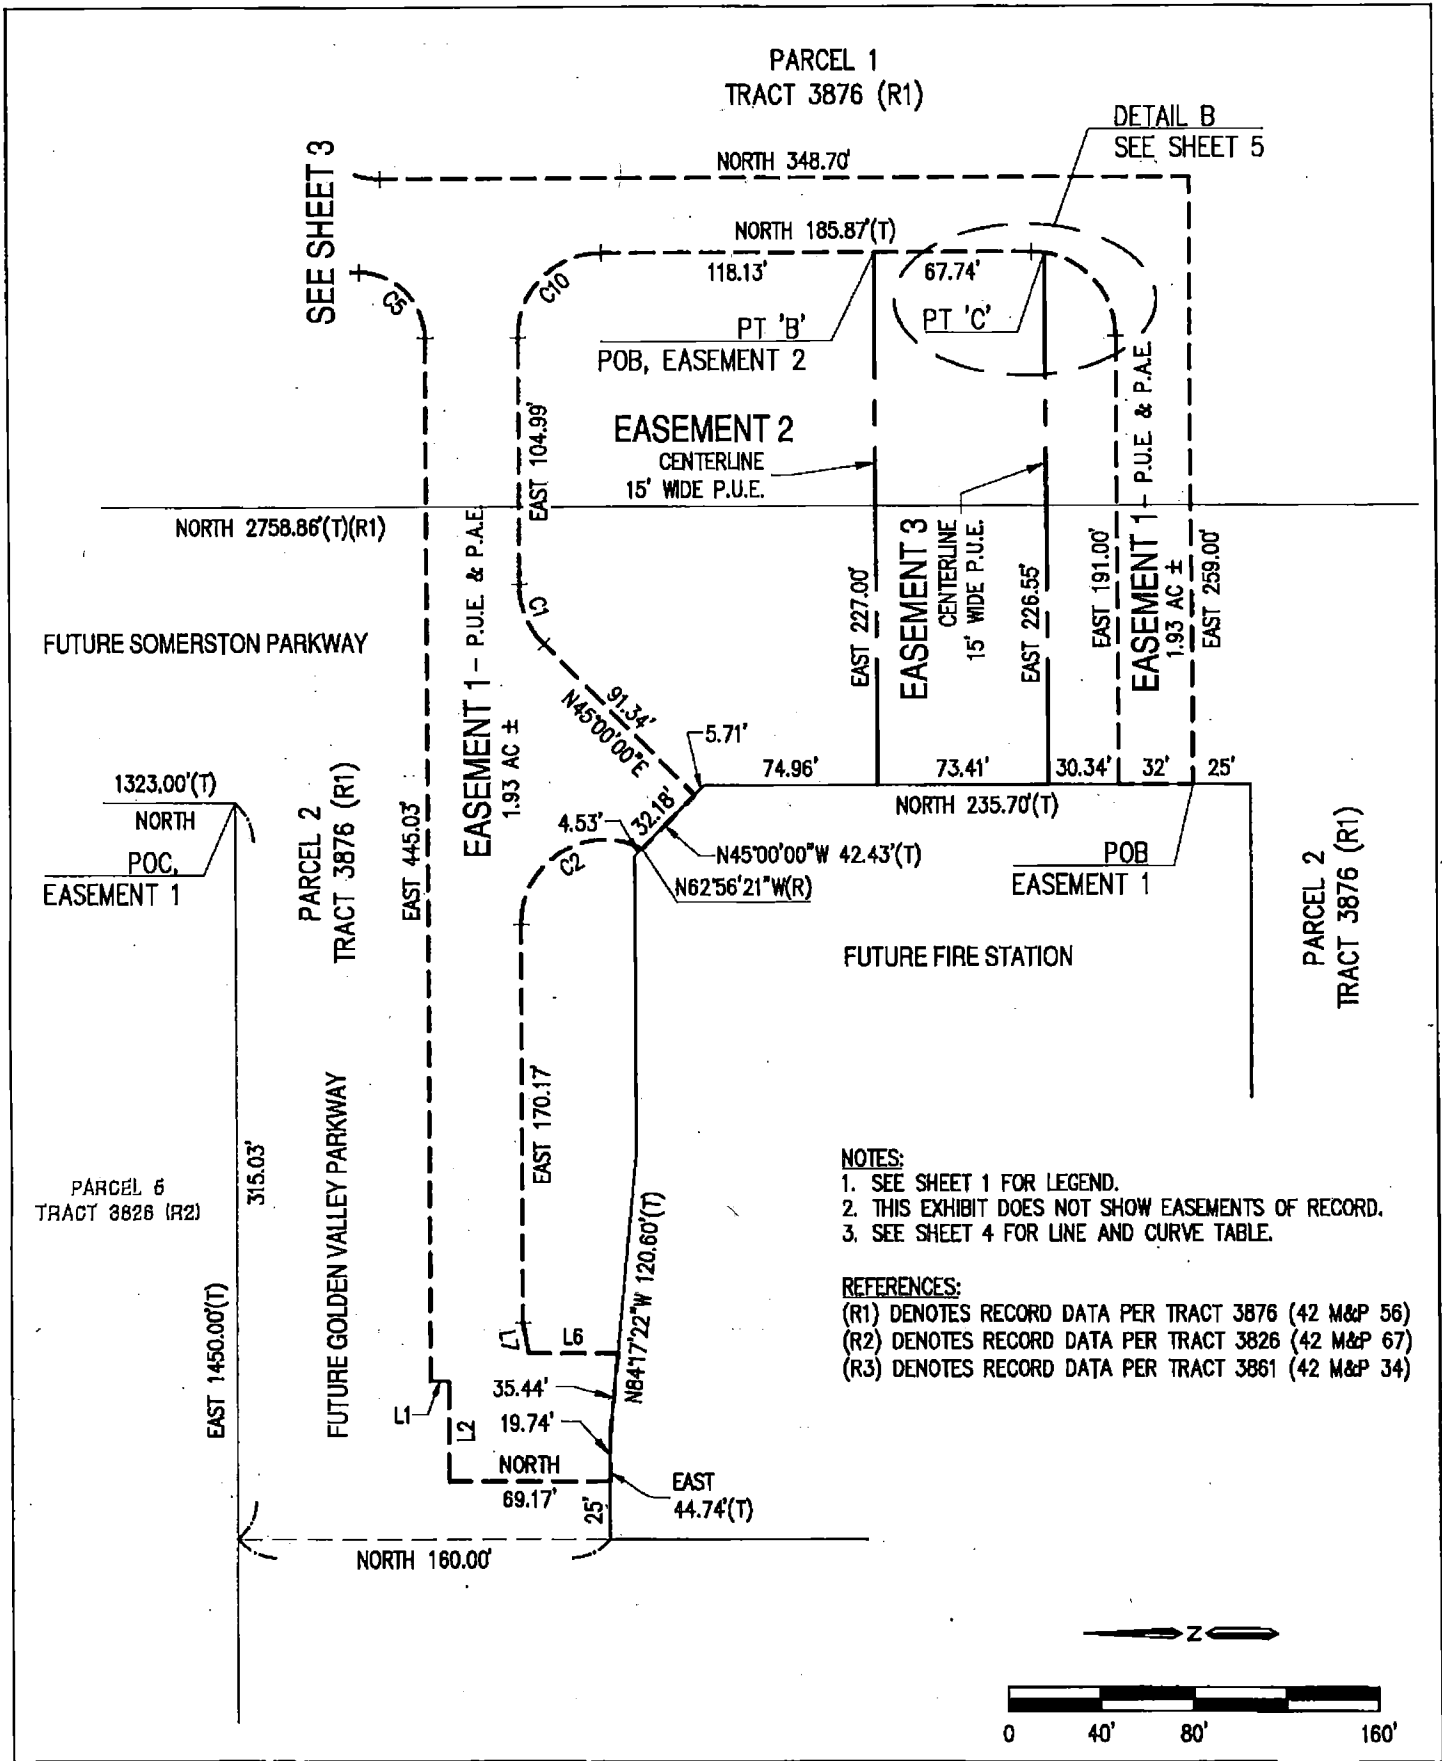 PARCEL 1
TRACT 3876 (R1)
DETAIL B
SEE SHEET 5
SEE SHEET 3
NORTH 348.70'
NORTH 185.87'(T)
118.13'
67.74'
C5
C10
PT 'B'
POB, EASEMENT 2
PT 'C'
EASEMENT 2
CENTERLINE
15' WIDE P.U.E.
EAST 104.99'
NORTH 2758.86'(T)(R1)
EASEMENT 1 - P.U.E. & P.A.E.
1.93 AC ±
EAST 227.00'
EASEMENT 3
CENTERLINE
15' WIDE P.U.E.
EAST 226.55'
EAST 191.00'
EASEMENT 1 - P.U.E. & P.A.E.
1.93 AC ±
EAST 259.00'
C1
FUTURE SOMERSTON PARKWAY
91.34'
N45°00'00"E
5.71'
74.96'
73.41'
30.34'
32'
25'
NORTH 235.70'(T)
1323.00'(T)
NORTH
POC,
EASEMENT 1
PARCEL 2
TRACT 3876 (R1)
EAST 445.03'
4.53'
32.18'
C2
N45°00'00"W 42.43'(T)
N62°56'21"W(R)
POB
EASEMENT 1
PARCEL 2
TRACT 3876 (R1)
FUTURE FIRE STATION
EAST 170.17'
315.03'
PARCEL 6
TRACT 3826 (R2)
FUTURE GOLDEN VALLEY PARKWAY
EAST 1450.00'(T)
N84°17'22"W 120.60'(T)
L7
L6
35.44'
L1
L2
19.74'
NORTH
69.17'
25'
EAST
44.74'(T)
NORTH 160.00'
NOTES:
1. SEE SHEET 1 FOR LEGEND.
2. THIS EXHIBIT DOES NOT SHOW EASEMENTS OF RECORD.
3. SEE SHEET 4 FOR LINE AND CURVE TABLE.
REFERENCES:
(R1) DENOTES RECORD DATA PER TRACT 3876 (42 M&P 56)
(R2) DENOTES RECORD DATA PER TRACT 3826 (42 M&P 67)
(R3) DENOTES RECORD DATA PER TRACT 3861 (42 M&P 34)
Z
0 40' 80' 160'